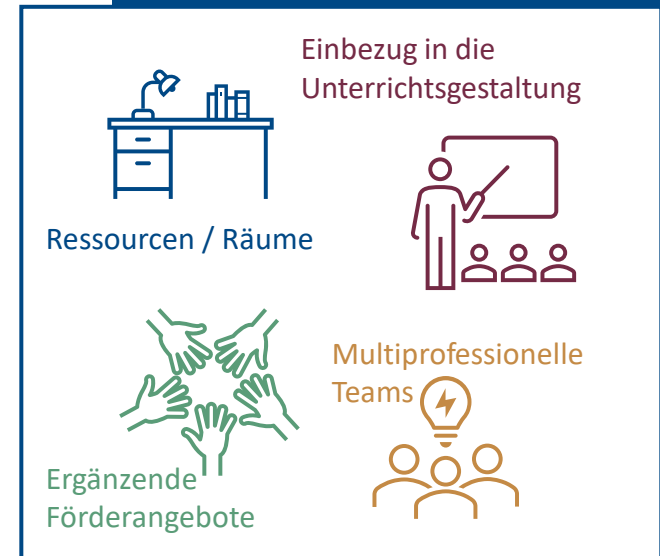 Einbezug in die
Unterrichtsgestaltung
Ressourcen / Räume
Multiprofessionelle
Teams
Ergänzende
Förderangebote